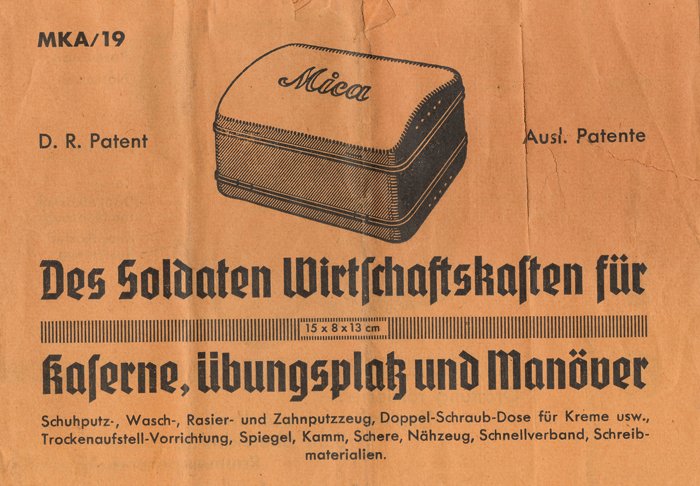 MKA/19
Mica
D. R. Patent
Ausl. Patente
Des Soldaten Wirtſchaftskaſten für
15 x 8 x 13 cm
Kaſerne, Übungsplatz und Manöver
Schuhputz-, Wasch-, Rasier- und Zahnputzzeug, Doppel-Schraub-Dose für Kreme usw.,
Trockenaufstell-Vorrichtung, Spiegel, Kamm, Schere, Nähzeug, Schnellverband, Schreib-
materialien.